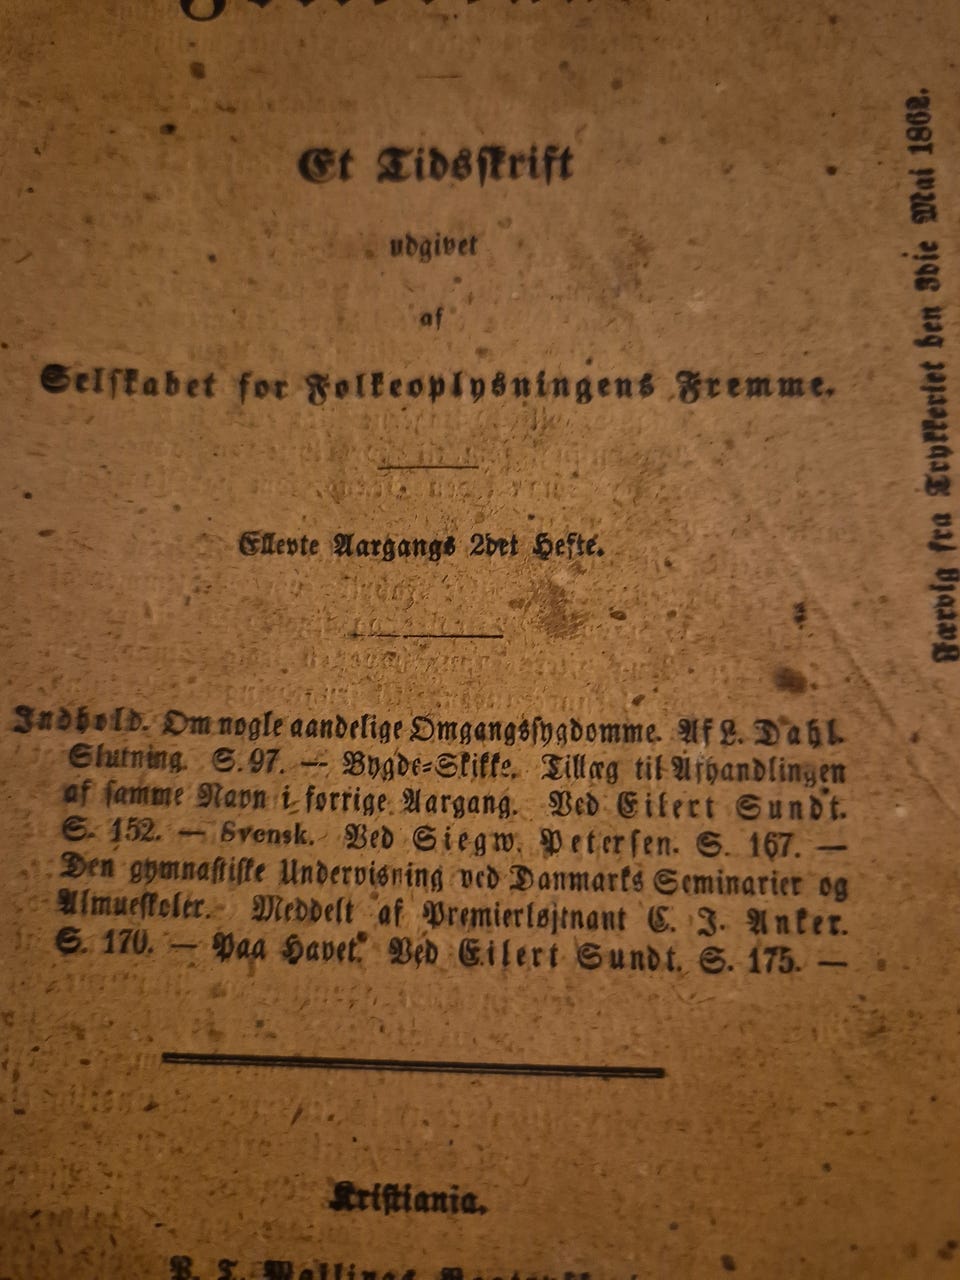 Et Tidsskrift
udgivet
af
Selskabet for Folkeoplysningens Fremme.
Ellevte Aargangs 2det Hefte.
Indhold. Om nogle aandelige Omgangssygdomme. Af L. Dahl.
Slutning. S. 97. — Bygde-Skikke. Tillæg til Afhandlingen
af samme Navn i forrige Aargang. Ved Eilert Sundt.
S. 152. — Svensk. Ved Siegw. Petersen. S. 167. —
Den gymnastiske Undervisning ved Danmarks Seminarier og
Almueskoler. Meddelt af Premierløjtnant C. J. Anker.
S. 170. — Paa Havet. Ved Eilert Sundt. S. 175. —
Kristiania.
P. T. Mallings
Færdig fra Trykkeriet den 3die Mai 1862.